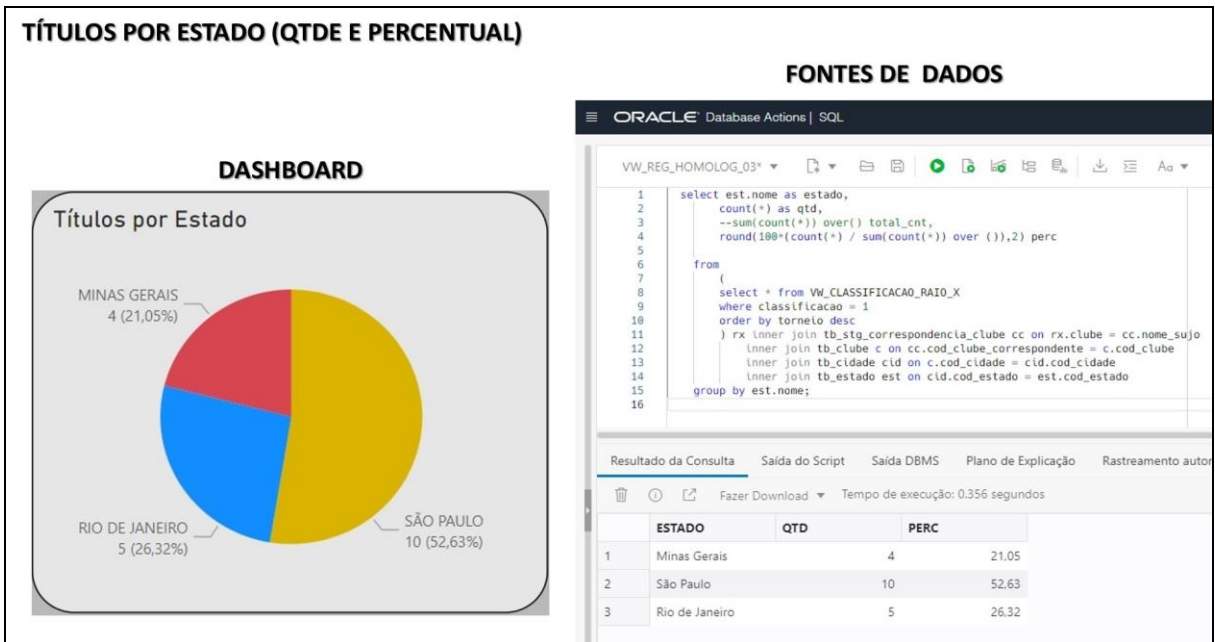 TÍTULOS POR ESTADO (QTDE E PERCENTUAL)
DASHBOARD
Títulos por Estado
MINAS GERAIS
4 (21,05%)
RIO DE JANEIRO
5 (26,32%)
SÃO PAULO
10 (52,63%)
FONTES DE DADOS
ORACLE Database Actions | SQL
VW_REG_HOMOLOG_03* Aa
1 select est.nome as estado,
2 count(*) as qtd,
3 --sum(count(*)) over() total_cnt,
4 round(100*(count(*) / sum(count(*)) over ()),2) perc
5
6 from
7 (
8 select * from VW_CLASSIFICACAO_RAIO_X
9 where classificacao = 1
10 order by torneio desc
11 ) rx inner join tb_stg_correspondencia_clube cc on rx.clube = cc.nome_sujo
12 inner join tb_clube c on cc.cod_clube_correspondente = c.cod_clube
13 inner join tb_cidade cid on c.cod_cidade = cid.cod_cidade
14 inner join tb_estado est on cid.cod_estado = est.cod_estado
15 group by est.nome;
16
Resultado da Consulta Saída do Script Saída DBMS Plano de Explicação Rastreamento autor
Fazer Download Tempo de execução: 0.356 segundos
ESTADO QTD PERC
1 Minas Gerais 4 21,05
2 São Paulo 10 52,63
3 Rio de Janeiro 5 26,32